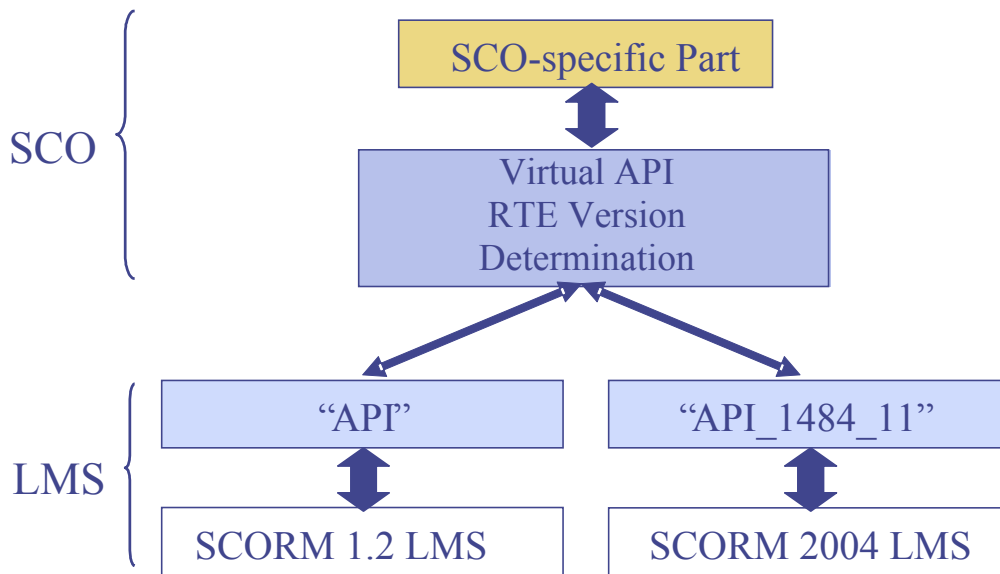 SCO-specific Part
SCO
Virtual API
RTE Version
Determination
“API”
“API_1484_11”
LMS
SCORM 1.2 LMS
SCORM 2004 LMS